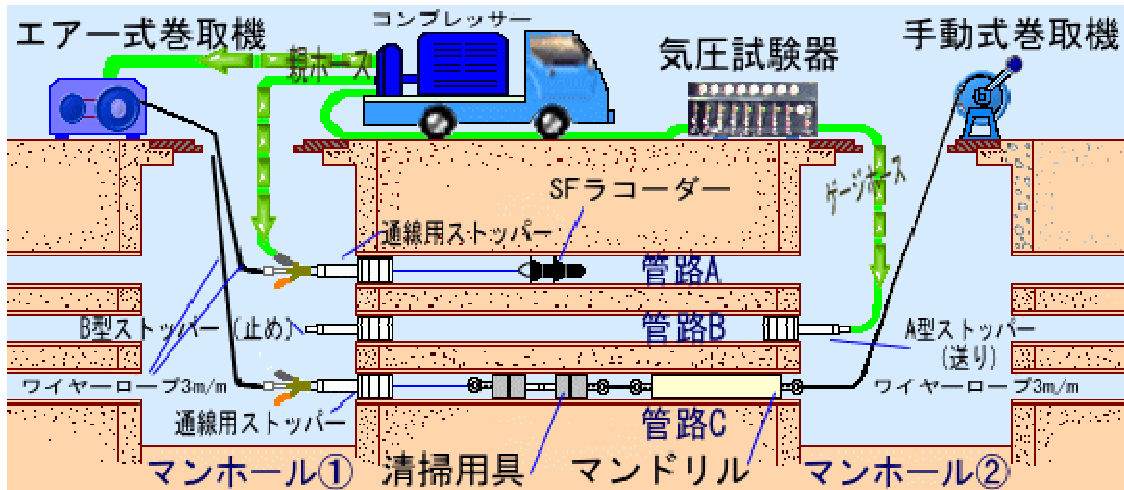 コンプレッサー
エアー式巻取機
手動式巻取機
親ホース
気圧試験器
SFラコーダー
ゲージホース
通線用ストッパー
管路A
B型ストッパー(止め)
管路B
A型ストッパー
(送り)
ワイヤーロープ3m/m
ワイヤーロープ3m/m
通線用ストッパー
管路C
マンホール①
清掃用具
マンドリル
マンホール②